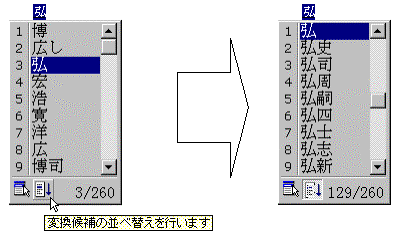 弘
1 博
2 広し
3 弘
4 宏
5 浩
6 寛
7 洋
8 広
9 博司
3/260
変換候補の並べ替えを行います
弘
1 弘
2 弘史
3 弘司
4 弘周
5 弘嗣
6 弘四
7 弘士
8 弘志
9 弘新
129/260